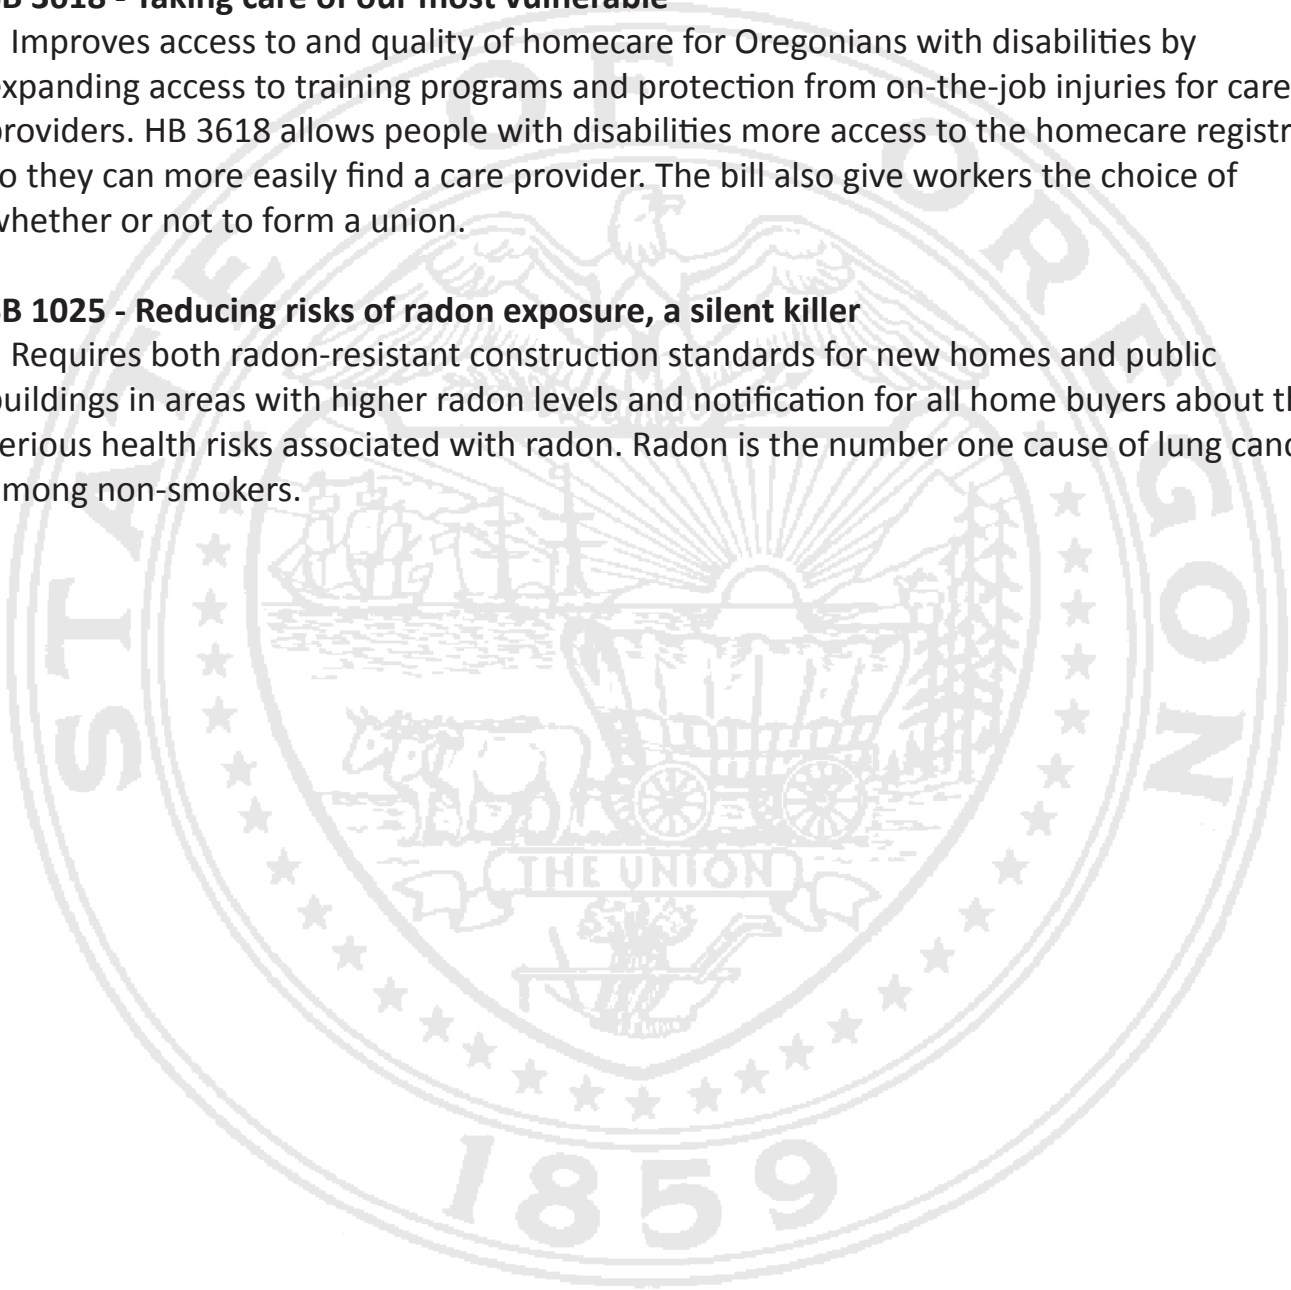 B 3618 - Taking care of our most vulnerable
Improves access to and quality of homecare for Oregonians with disabilities by
expanding access to training programs and protection from on-the-job injuries for care
providers. HB 3618 allows people with disabilities more access to the homecare registr
o they can more easily find a care provider. The bill also give workers the choice of
whether or not to form a union.
B 1025 - Reducing risks of radon exposure, a silent killer
Requires both radon-resistant construction standards for new homes and public
buildings in areas with higher radon levels and notification for all home buyers about th
erious health risks associated with radon. Radon is the number one cause of lung canc
mong non-smokers.
STATE OF OREGON
THE UNION
1859